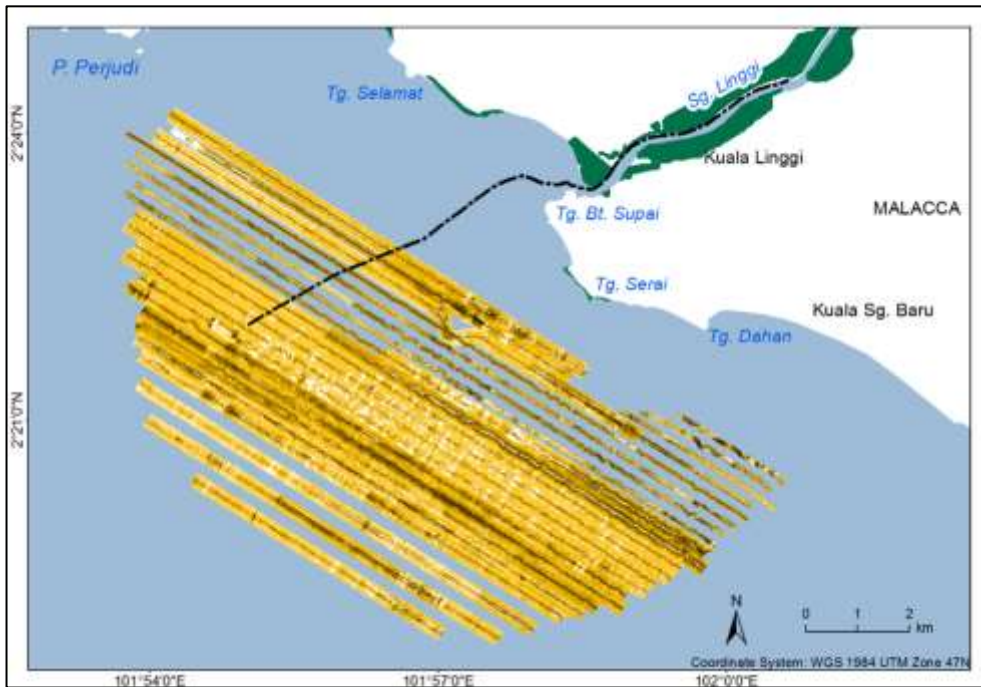 P. Perjudi
Tg. Selamat
Sg. Linggi
Kuala Linggi
Tg. Bt. Supai
MALACCA
Tg. Serai
Kuala Sg. Baru
Tg. Dahan
2°24'0"N
2°21'0"N
N
0 1 2
km
Coordinate System: WGS 1984 UTM Zone 47N
101°54'0"E 101°57'0"E 102°0'0"E